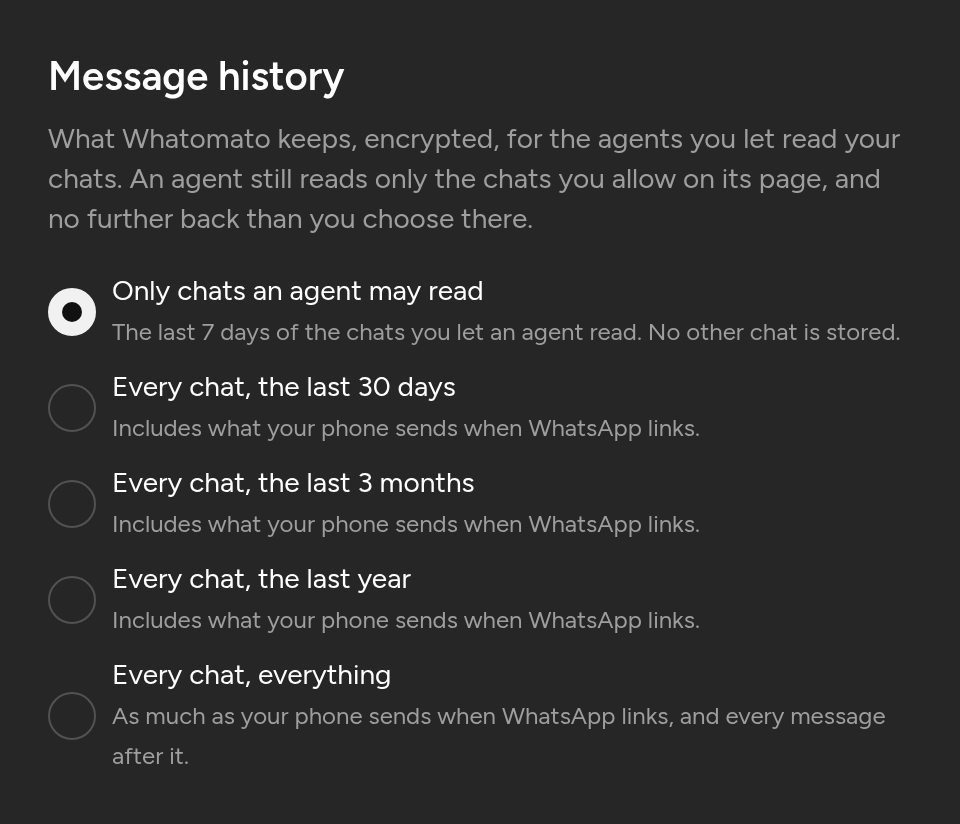 Message history
What Whatomato keeps, encrypted, for the agents you let read your
chats. An agent still reads only the chats you allow on its page, and
no further back than you choose there.
Only chats an agent may read
The last 7 days of the chats you let an agent read. No other chat is stored.
Every chat, the last 30 days
Includes what your phone sends when WhatsApp links.
Every chat, the last 3 months
Includes what your phone sends when WhatsApp links.
Every chat, the last year
Includes what your phone sends when WhatsApp links.
Every chat, everything
As much as your phone sends when WhatsApp links, and every message
after it.